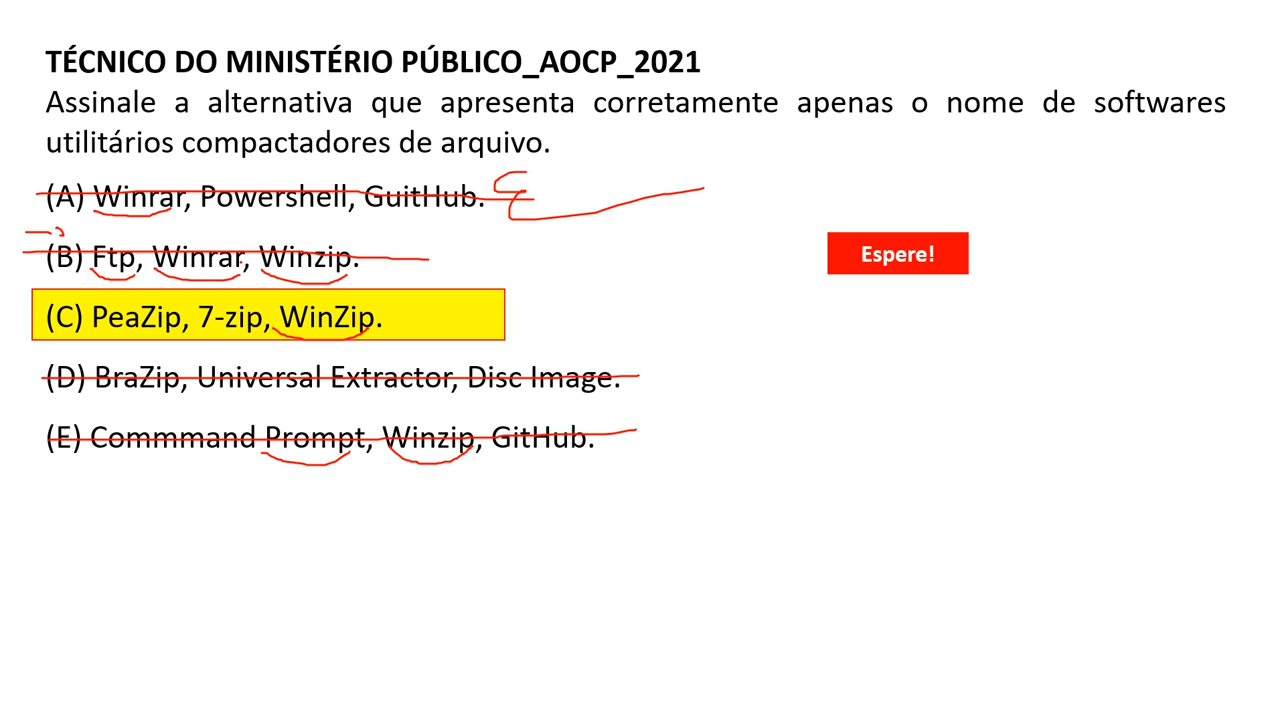 TÉCNICO DO MINISTÉRIO PÚBLICO_AOCP_2021
Assinale a alternativa que apresenta corretamente apenas o nome de softwares
utilitários compactadores de arquivo.
(A) Winrar, Powershell, GuitHub.
(B) Ftp, Winrar, Winzip.
Espere!
(C) PeaZip, 7-zip, WinZip.
(D) BraZip, Universal Extractor, Disc Image.
(E) Commmand Prompt, Winzip, GitHub.